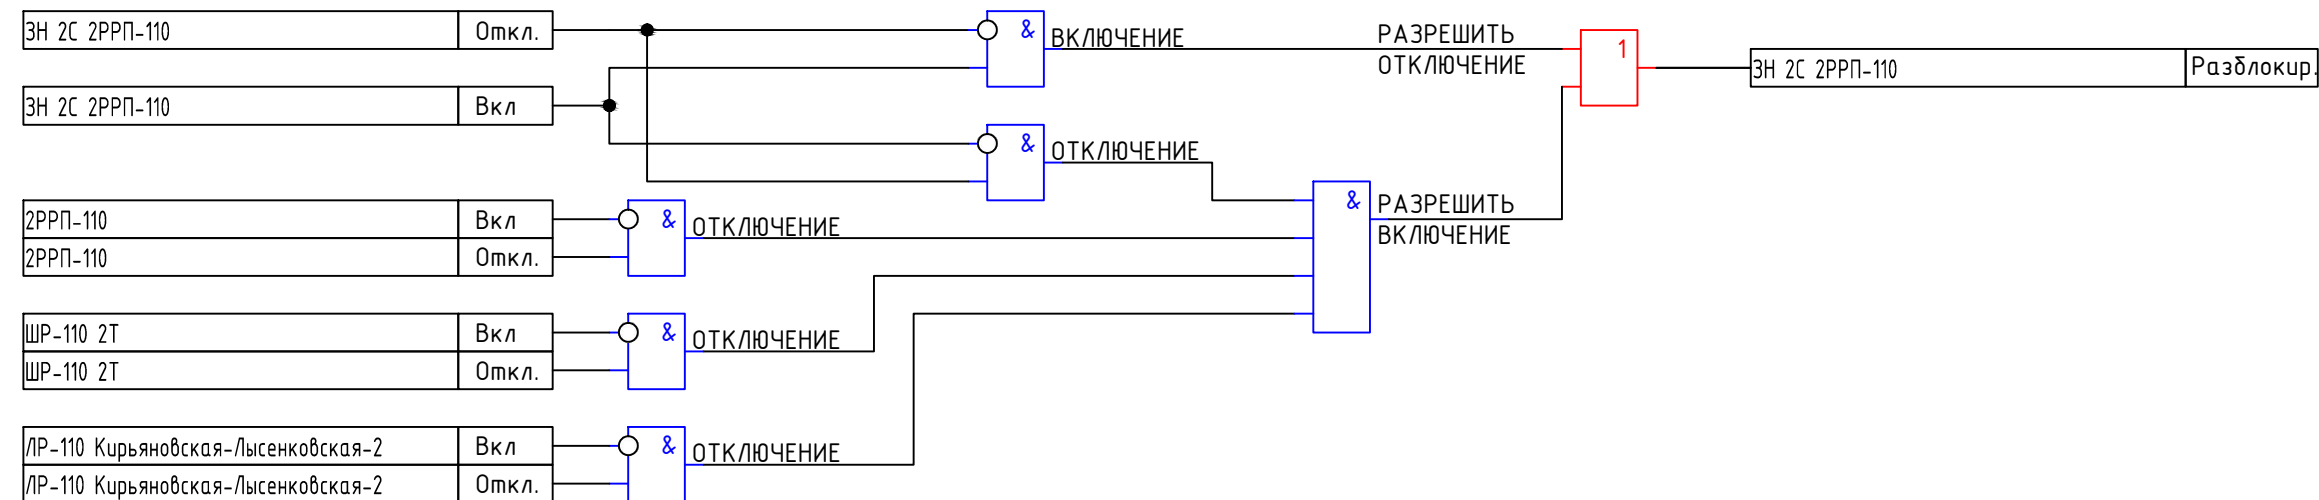 ЗН 2С 2РРП-110 Откл. & ВКЛЮЧЕНИЕ РАЗРЕШИТЬ ОТКЛЮЧЕНИЕ 1
ЗН 2С 2РРП-110 Разблокир.
ЗН 2С 2РРП-110 Вкл
& ОТКЛЮЧЕНИЕ
& РАЗРЕШИТЬ
ВКЛЮЧЕНИЕ
2РРП-110 Вкл & ОТКЛЮЧЕНИЕ
2РРП-110 Откл.
ШР-110 2Т Вкл & ОТКЛЮЧЕНИЕ
ШР-110 2Т Откл.
ЛР-110 Кирьяновская-Лысенковская-2 Вкл & ОТКЛЮЧЕНИЕ
ЛР-110 Кирьяновская-Лысенковская-2 Откл.